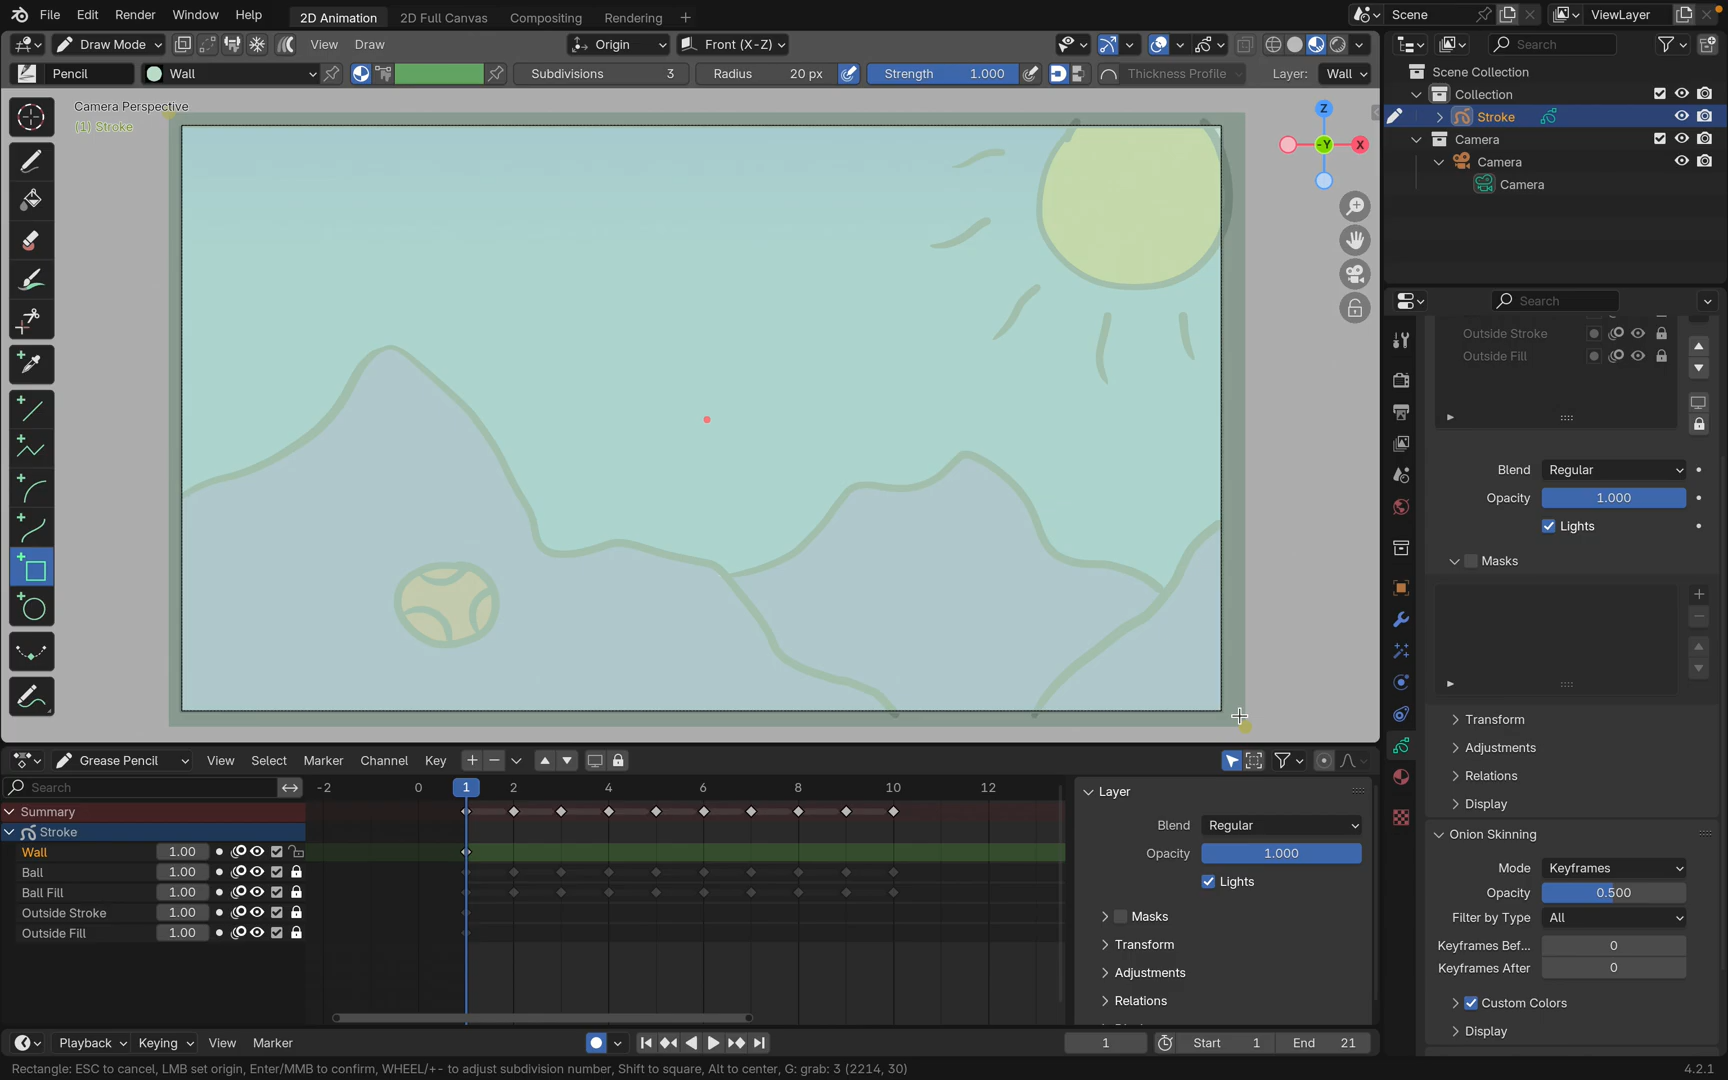 File Edit Render Window Help 2D Animation 2D Full Canvas Compositing Rendering + Scene ViewLayer
Draw Mode View Draw Origin Front (X-Z) Search
Pencil Wall Subdivisions 3 Radius 20 px Strength 1.000 Thickness Profile Layer: Wall
Scene Collection
Collection
Stroke
Camera
Camera
Camera
Camera Perspective
(1) Stroke
Z
-Y X
Search
Outside Stroke
Outside Fill
Blend Regular
Opacity 1.000
Lights
Masks
Transform
Adjustments
Relations
Display
Onion Skinning
Mode Keyframes
Opacity 0.500
Filter by Type All
Keyframes Bef... 0
Keyframes After 0
Custom Colors
Display
Grease Pencil View Select Marker Channel Key
Search -2 0 1 2 4 6 8 10 12
Summary
Stroke
Wall 1.00
Ball 1.00
Ball Fill 1.00
Outside Stroke 1.00
Outside Fill 1.00
Layer
Blend Regular
Opacity 1.000
Lights
Masks
Transform
Adjustments
Relations
Playback Keying View Marker 1 Start 1 End 21
Rectangle: ESC to cancel, LMB set origin, Enter/MMB to confirm, WHEEL/+- to adjust subdivision number, Shift to square, Alt to center, G: grab: 3 (2214, 30) 4.2.1